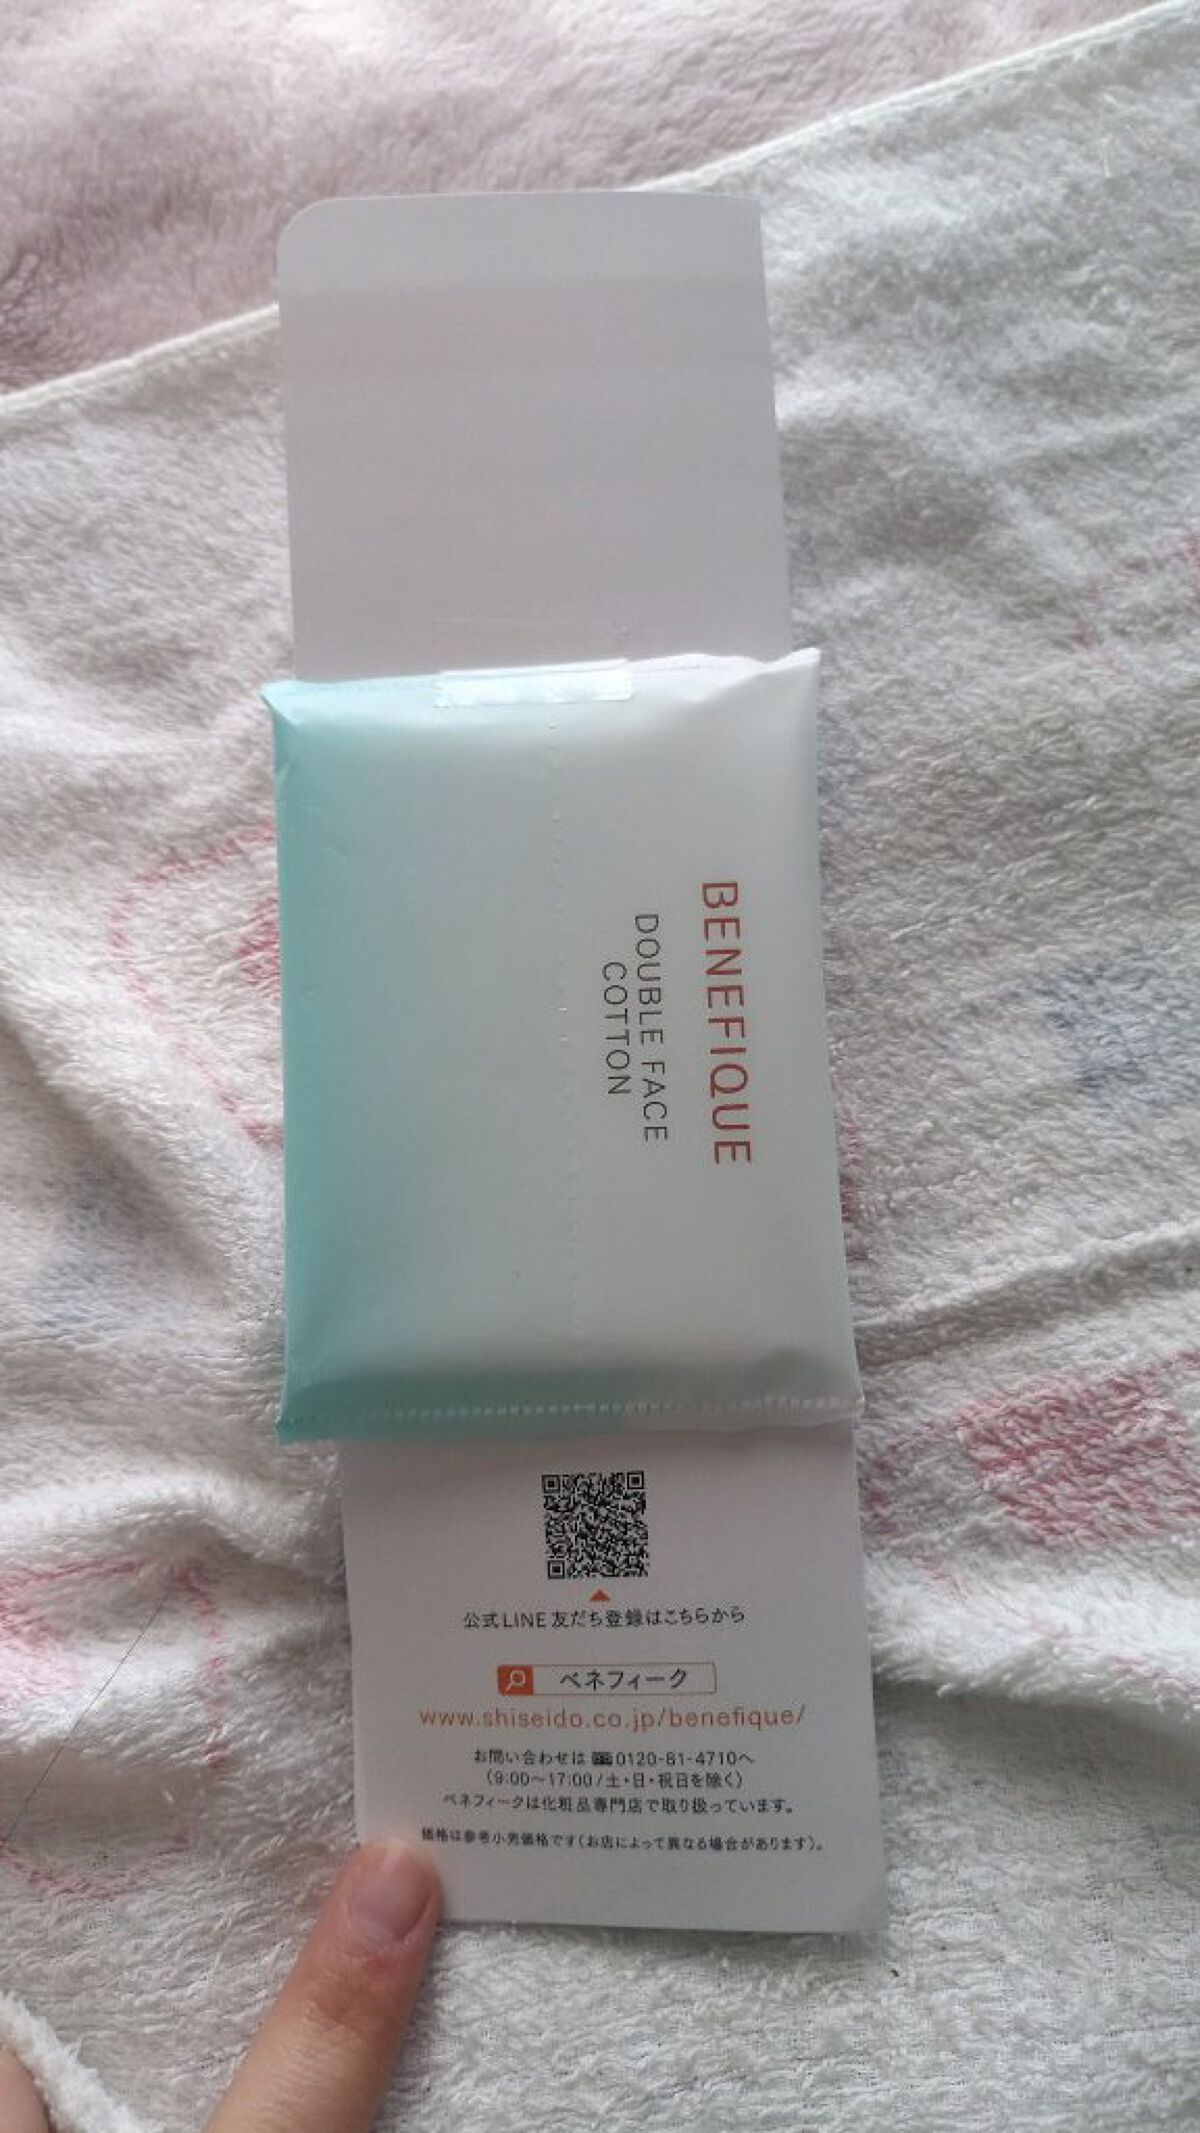 BENEFIQUE
DOUBLE FACE
COTTON
公式LINE友だち登録はこちらから
ベネフィーク
www.shiseido.co.jp/benefique/
お問い合わせは 0120-81-4710へ
(9:00〜17:00/土・日・祝日を除く)
ベネフィークは化粧品専門店で取り扱っています。
価格は参考小売価格です(お店によって異なる場合があります)。